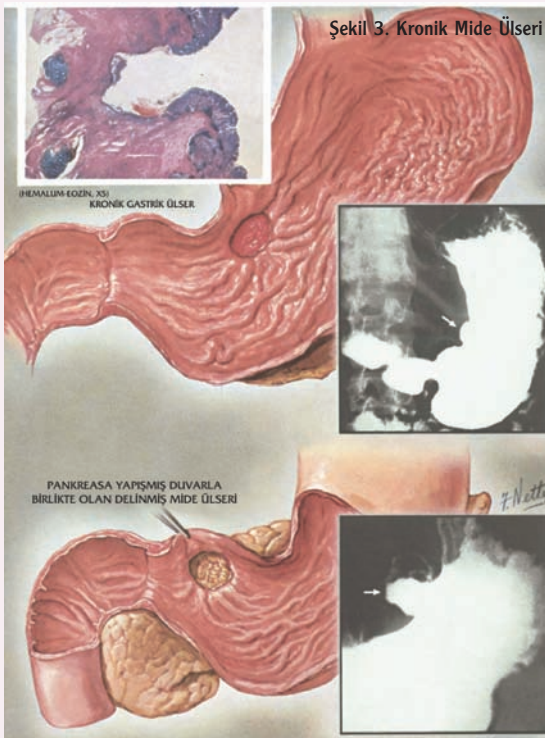 Şekil 3. Kronik Mide Ülseri
(HEMALUM-EOZİN, X5)
KRONİK GASTRİK ÜLSER
PANKREASA YAPIŞMIŞ DUVARLA
BİRLİKTE OLAN DELİNMİŞ MİDE ÜLSERİ
F. Nette